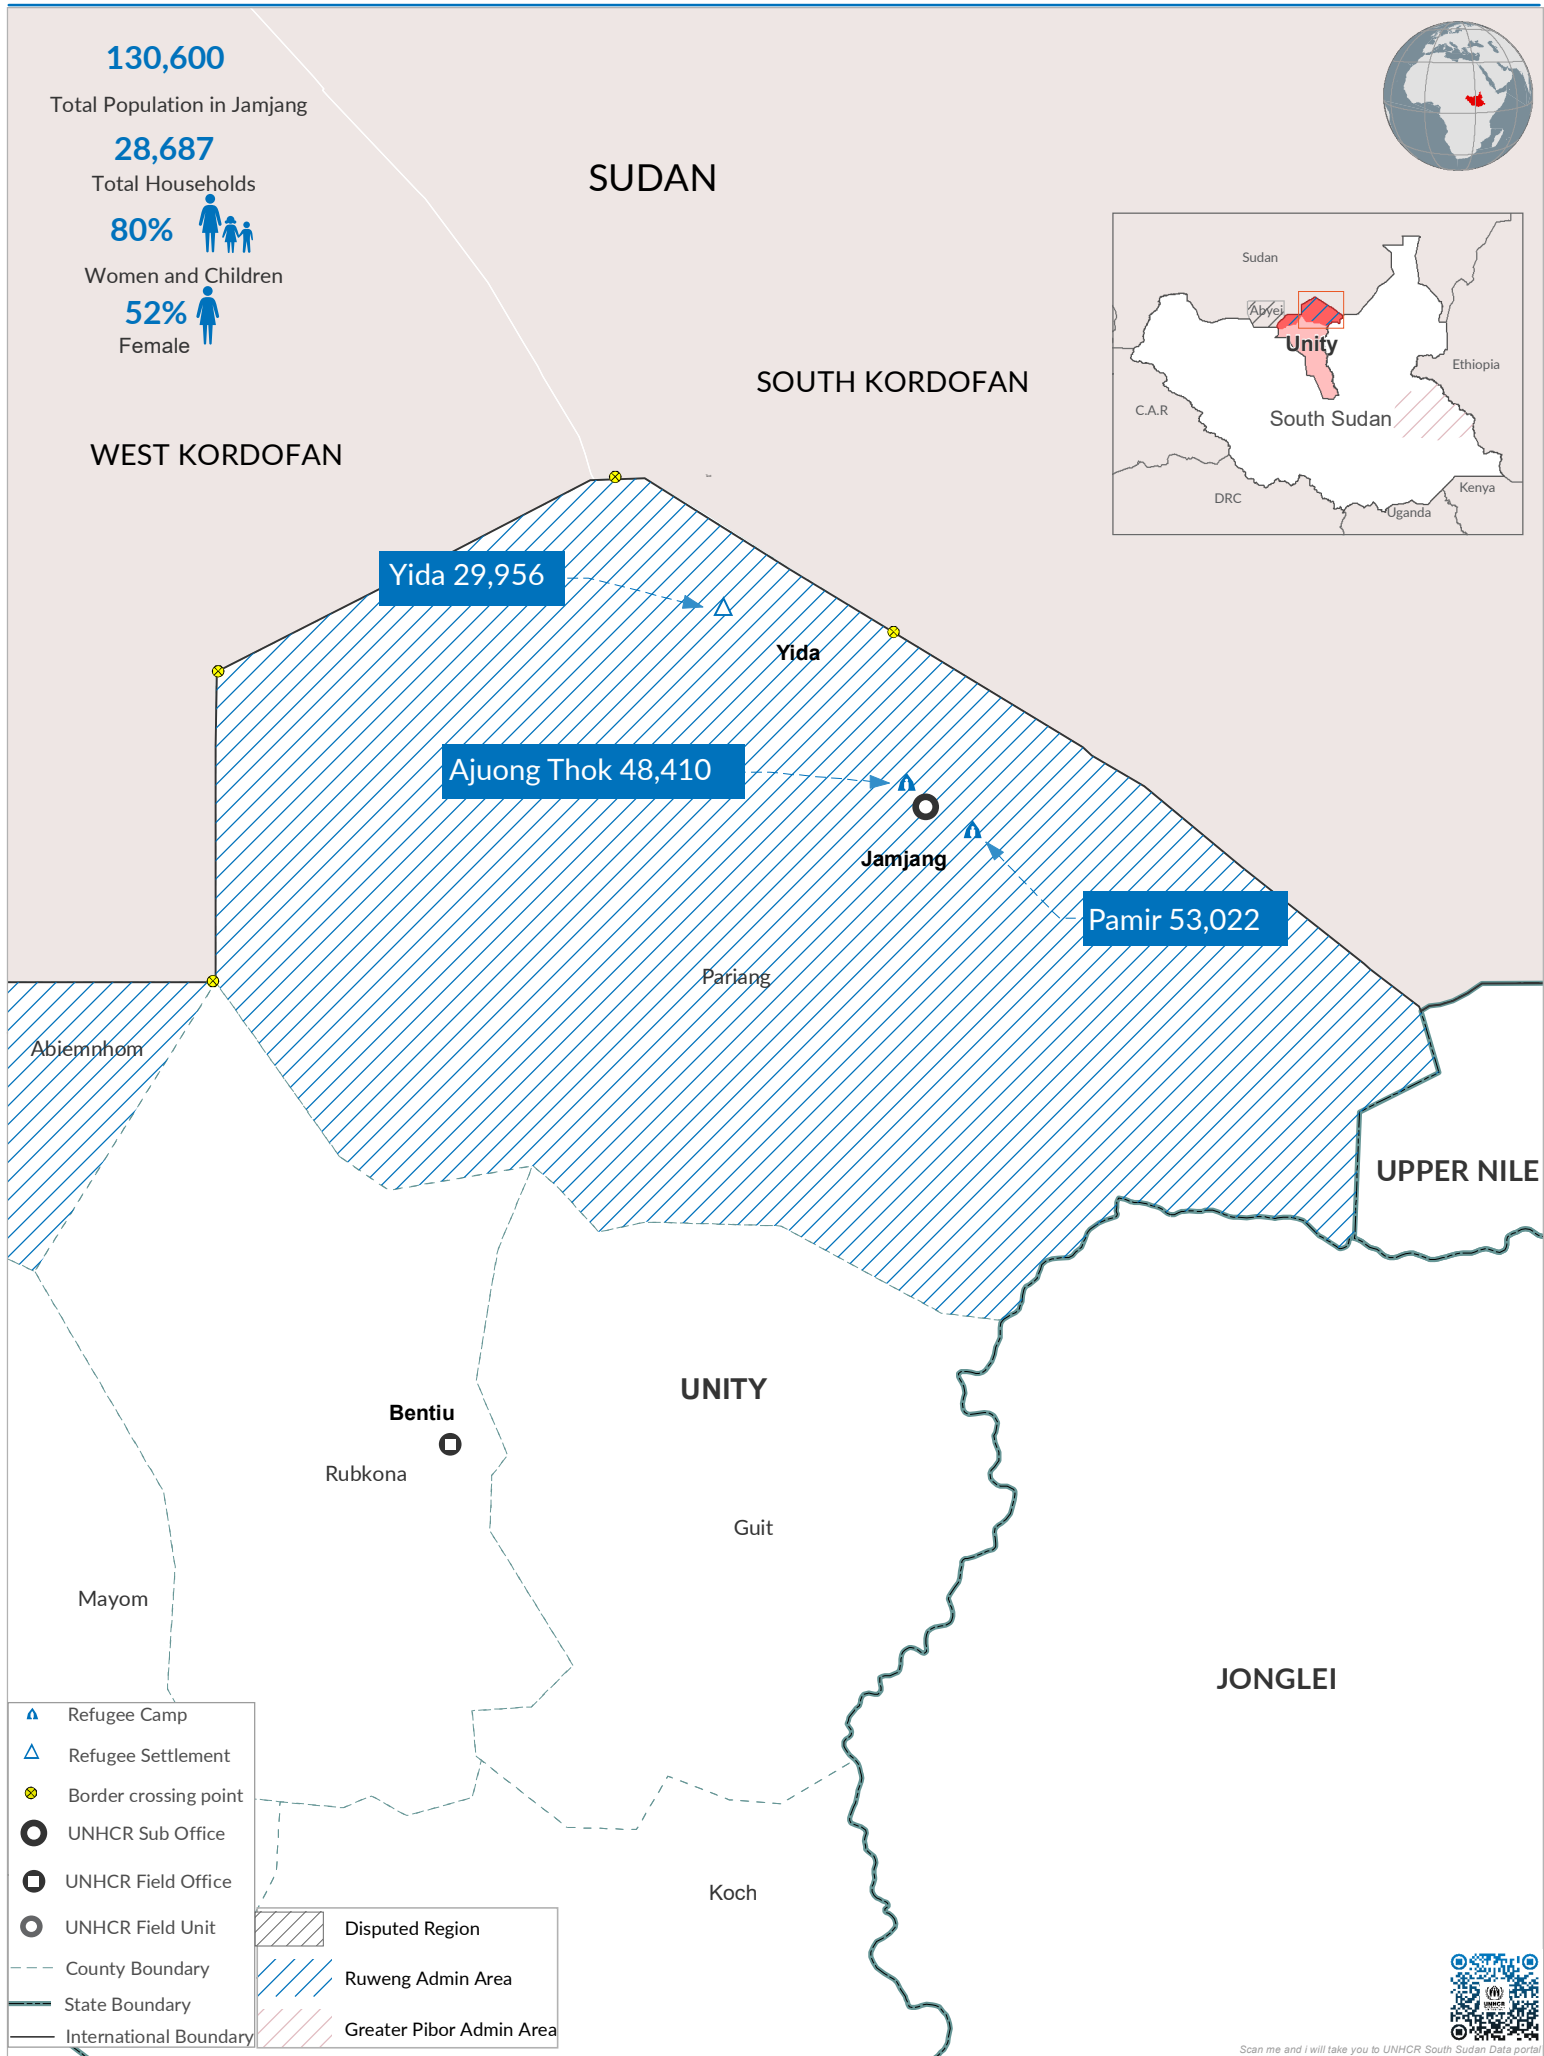 130,600
Total Population in Jamjang
28,687
Total Households
80%
Women and Children
52%
Female
SUDAN
SOUTH KORDOFAN
WEST KORDOFAN
Sudan
Abyei
Unity
Ethiopia
C.A.R
South Sudan
DRC
Kenya
Uganda
Yida 29,956
Yida
Ajuong Thok 48,410
Jamjang
Pamir 53,022
Pariang
Abiemnhom
UPPER NILE
UNITY
Bentiu
Rubkona
Guit
Mayom
JONGLEI
Koch
Refugee Camp
Refugee Settlement
Border crossing point
UNHCR Sub Office
UNHCR Field Office
UNHCR Field Unit
County Boundary
State Boundary
International Boundary
Disputed Region
Ruweng Admin Area
Greater Pibor Admin Area
UNHCR
Scan me and i will take you to UNHCR South Sudan Data portal